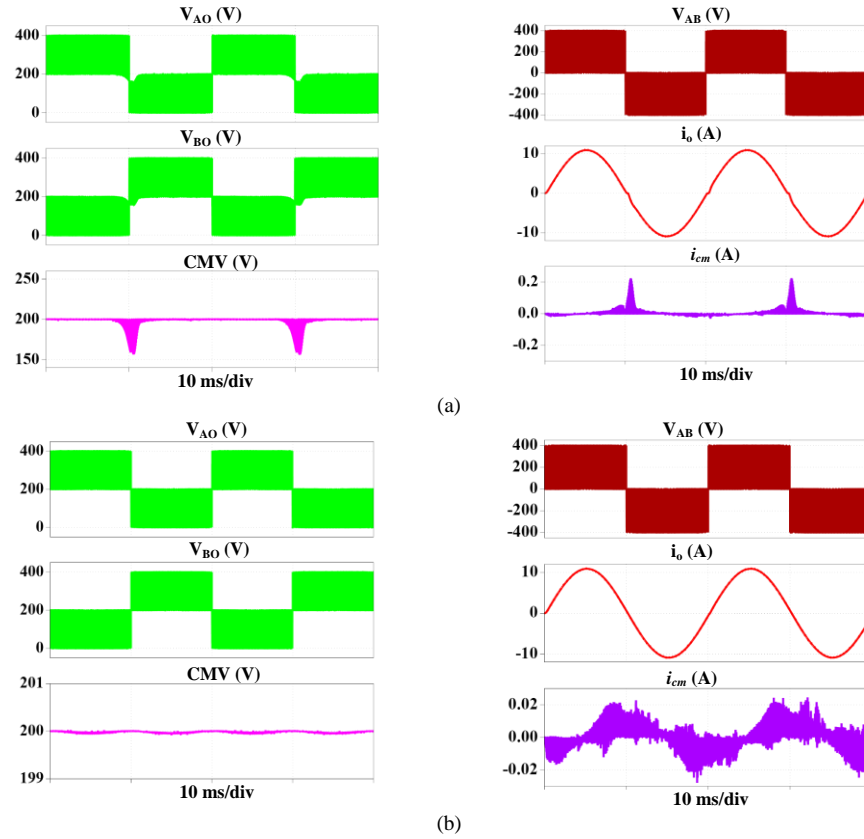 V_AO (V)
400
200
0
V_BO (V)
400
200
0
CMV (V)
250
200
150
10 ms/div
V_AB (V)
400
200
0
-200
-400
i_o (A)
10
0
-10
i_cm (A)
0.2
0.0
-0.2
10 ms/div
(a)
V_AO (V)
400
200
0
V_BO (V)
400
200
0
CMV (V)
201
200
199
10 ms/div
V_AB (V)
400
200
0
-200
-400
i_o (A)
10
0
-10
i_cm (A)
0.02
0.00
-0.02
10 ms/div
(b)